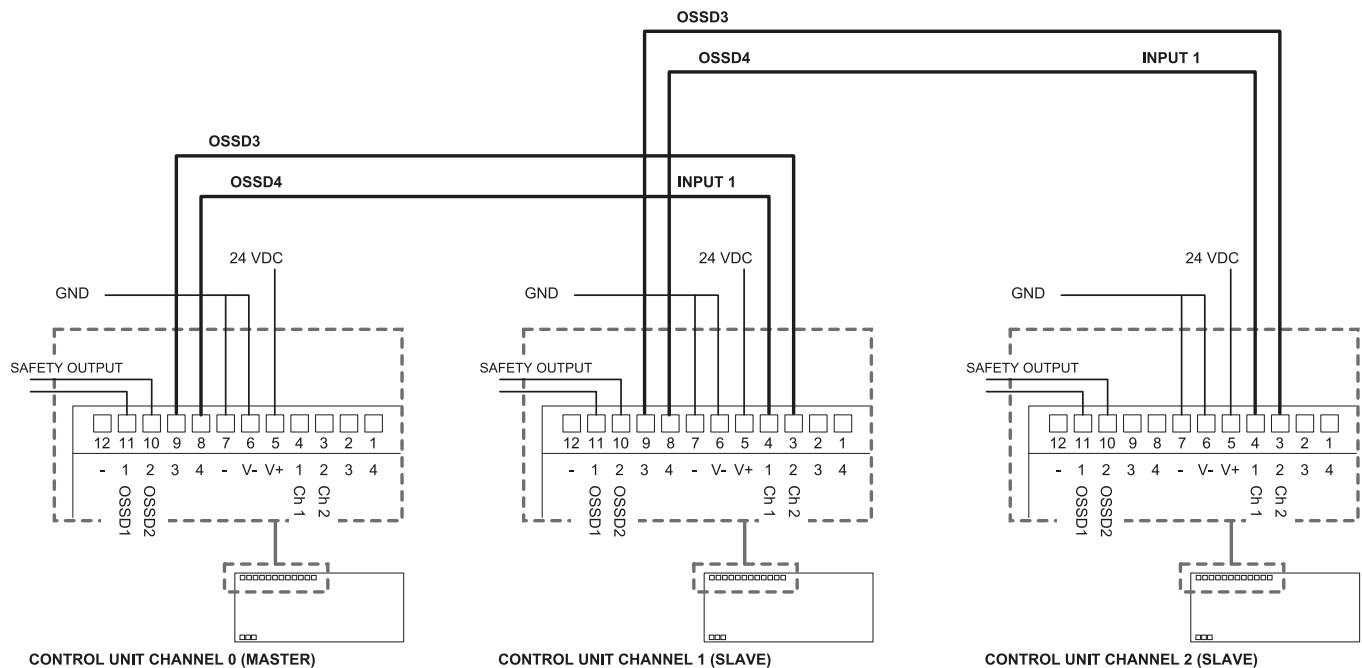 OSSD3
OSSD4 INPUT 1
OSSD3
OSSD4 INPUT 1
24 VDC 24 VDC 24 VDC
GND GND GND
SAFETY OUTPUT SAFETY OUTPUT SAFETY OUTPUT
12 11 10 9 8 7 6 5 4 3 2 1 12 11 10 9 8 7 6 5 4 3 2 1 12 11 10 9 8 7 6 5 4 3 2 1
- 1 2 3 4 - V- V+ 1 2 3 4 - 1 2 3 4 - V- V+ 1 2 3 4 - 1 2 3 4 - V- V+ 1 2 3 4
OSSD1 OSSD2 Ch 1 Ch 2 OSSD1 OSSD2 Ch 1 Ch 2 OSSD1 OSSD2 Ch 1 Ch 2
CONTROL UNIT CHANNEL 0 (MASTER) CONTROL UNIT CHANNEL 1 (SLAVE) CONTROL UNIT CHANNEL 2 (SLAVE)